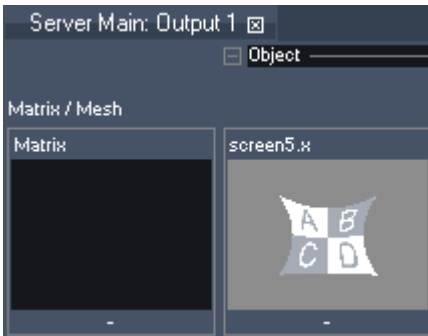 Server Main: Output 1
Object
Matrix / Mesh
Matrix
screen5.x
A B
C D
-
-